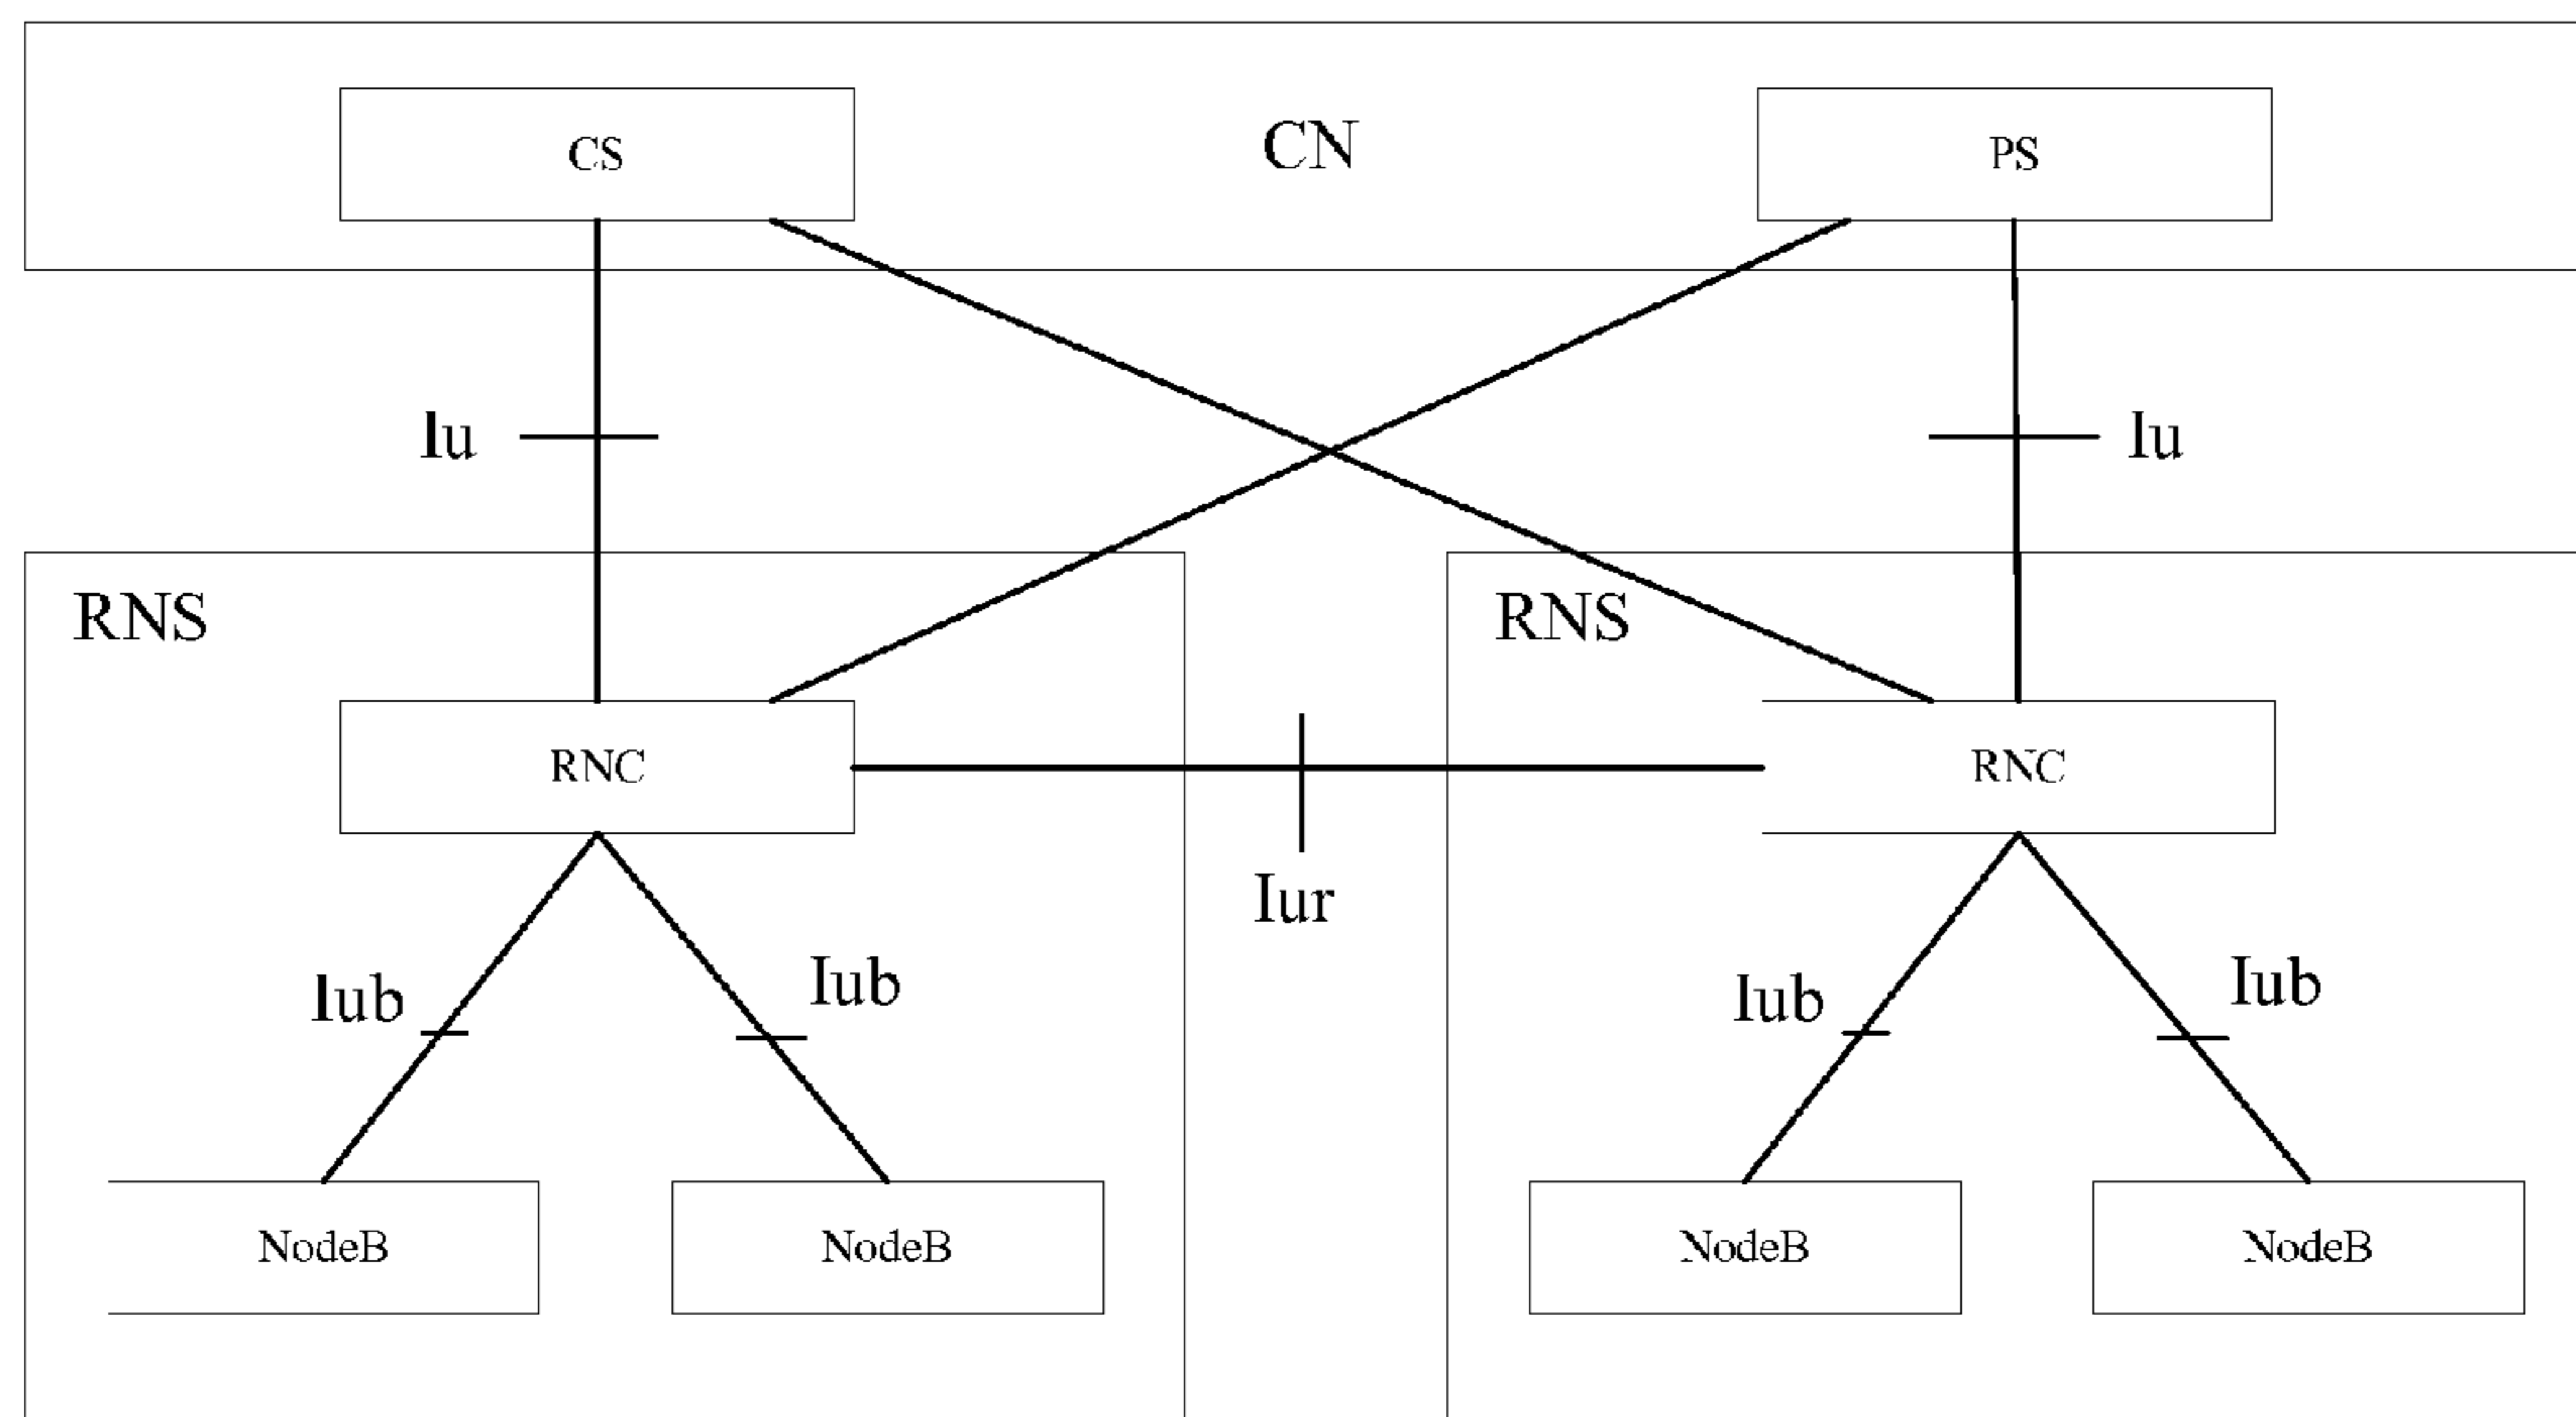 CS
CN
PS
Iu
Iu
RNS
RNS
RNC
RNC
Iur
Iub
Iub
Iub
Iub
NodeB
NodeB
NodeB
NodeB